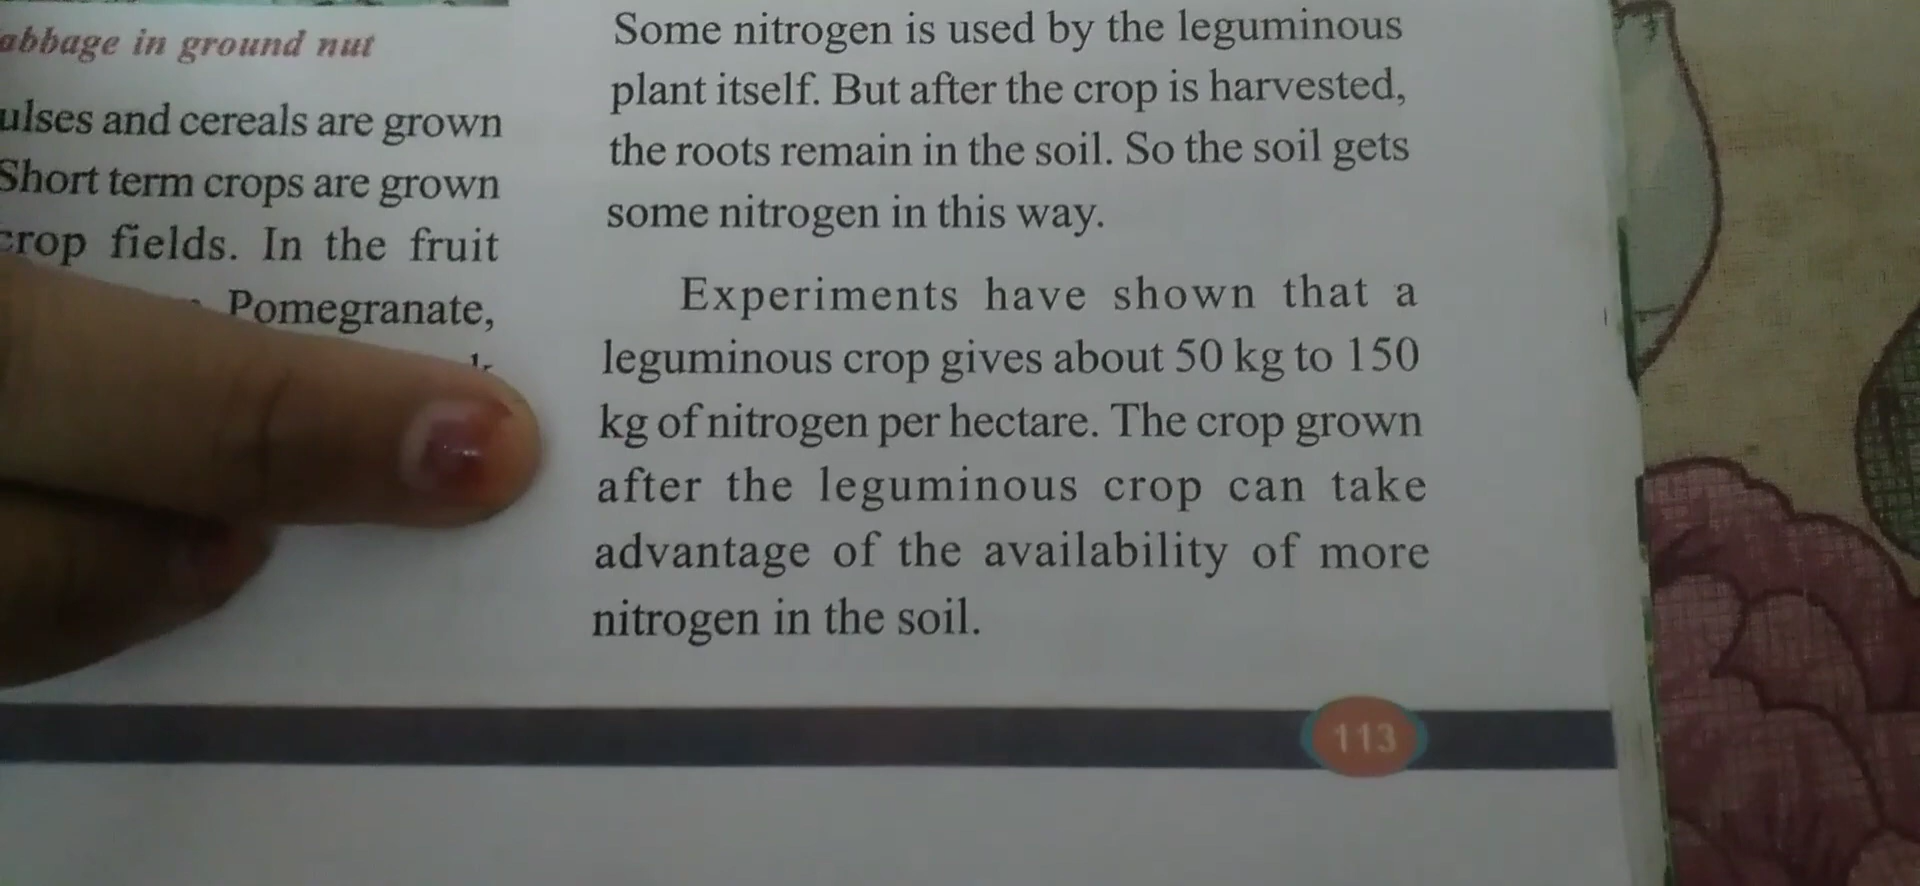 abbage in ground nut
ulses and cereals are grown
Short term crops are grown
crop fields. In the fruit
Pomegranate,
Some nitrogen is used by the leguminous
plant itself. But after the crop is harvested,
the roots remain in the soil. So the soil gets
some nitrogen in this way.
Experiments have shown that a
leguminous crop gives about 50 kg to 150
kg of nitrogen per hectare. The crop grown
after the leguminous crop can take
advantage of the availability of more
nitrogen in the soil.
113